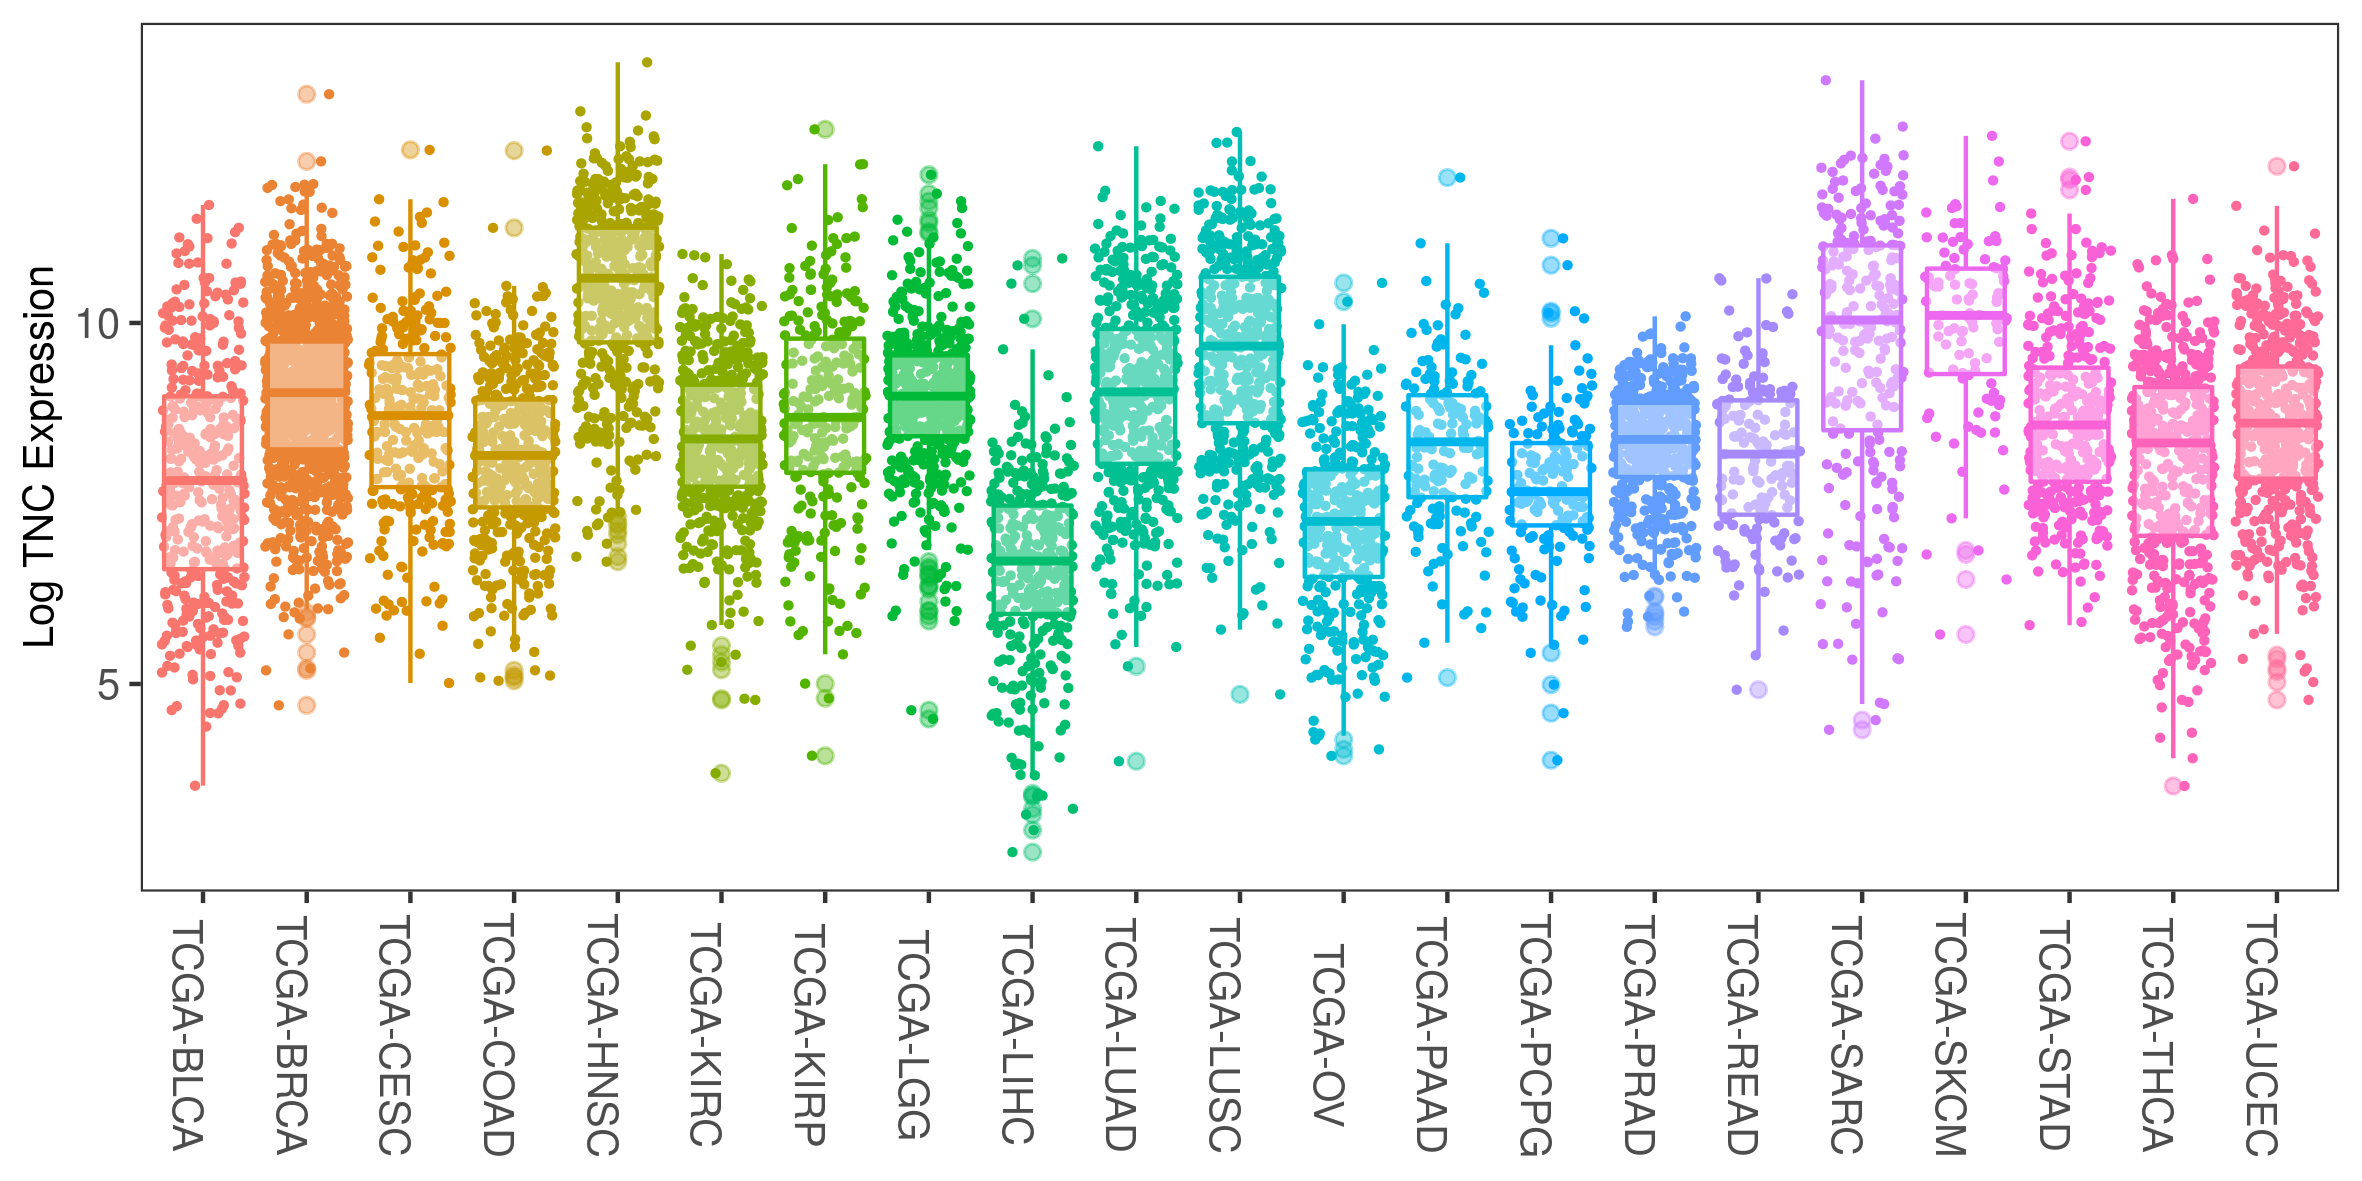 Log TNC Expression
10
5
TCGA-BLCA
TCGA-BRCA
TCGA-CESC
TCGA-COAD
TCGA-HNSC
TCGA-KIRC
TCGA-KIRP
TCGA-LGG
TCGA-LIHC
TCGA-LUAD
TCGA-LUSC
TCGA-OV
TCGA-PAAD
TCGA-PCPG
TCGA-PRAD
TCGA-READ
TCGA-SARC
TCGA-SKCM
TCGA-STAD
TCGA-THCA
TCGA-UCEC